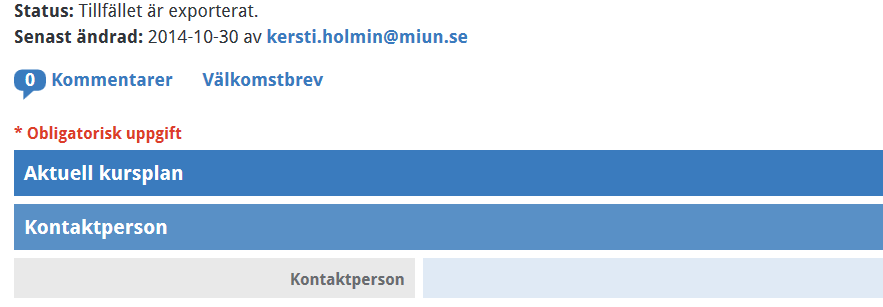 Status: Tillfället är exporterat.
Senast ändrad: 2014-10-30 av kersti.holmin@miun.se
0 Kommentarer Välkomstbrev
* Obligatorisk uppgift
Aktuell kursplan
Kontaktperson
Kontaktperson